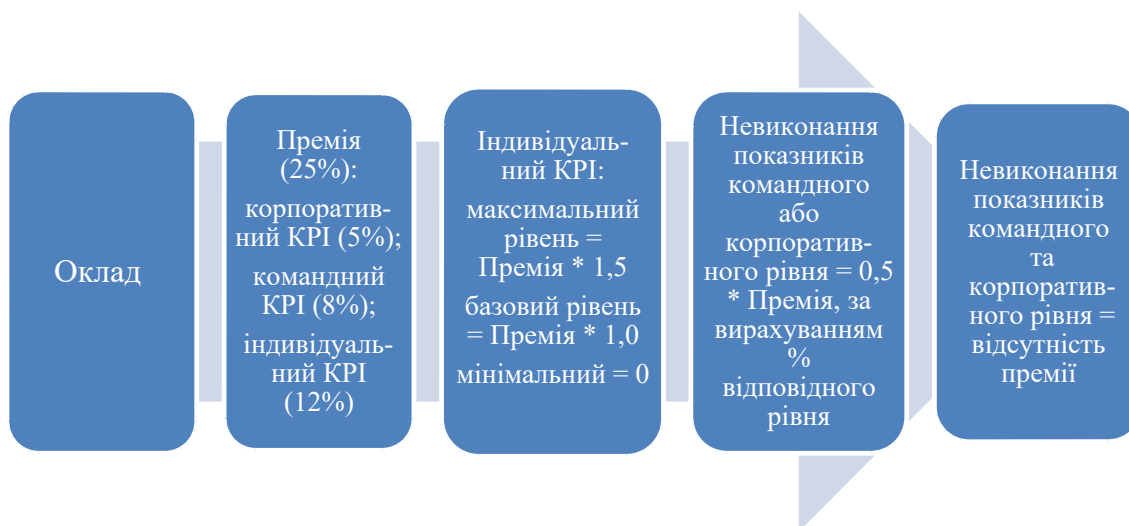 Оклад
Премія
(25%):
корпоратив-
ний КРІ (5%);
командний
КРІ (8%);
індивідуаль-
ний КРІ
(12%)
Індивідуаль-
ний КРІ:
максимальний
рівень =
Премія * 1,5
базовий рівень
= Премія * 1,0
мінімальний = 0
Невиконання
показників
командного
або
корпоратив-
ного рівня = 0,5
* Премія, за
вирахуванням
%
відповідного
рівня
Невиконання
показників
командного
та
корпоратив-
ного рівня =
відсутність
премії